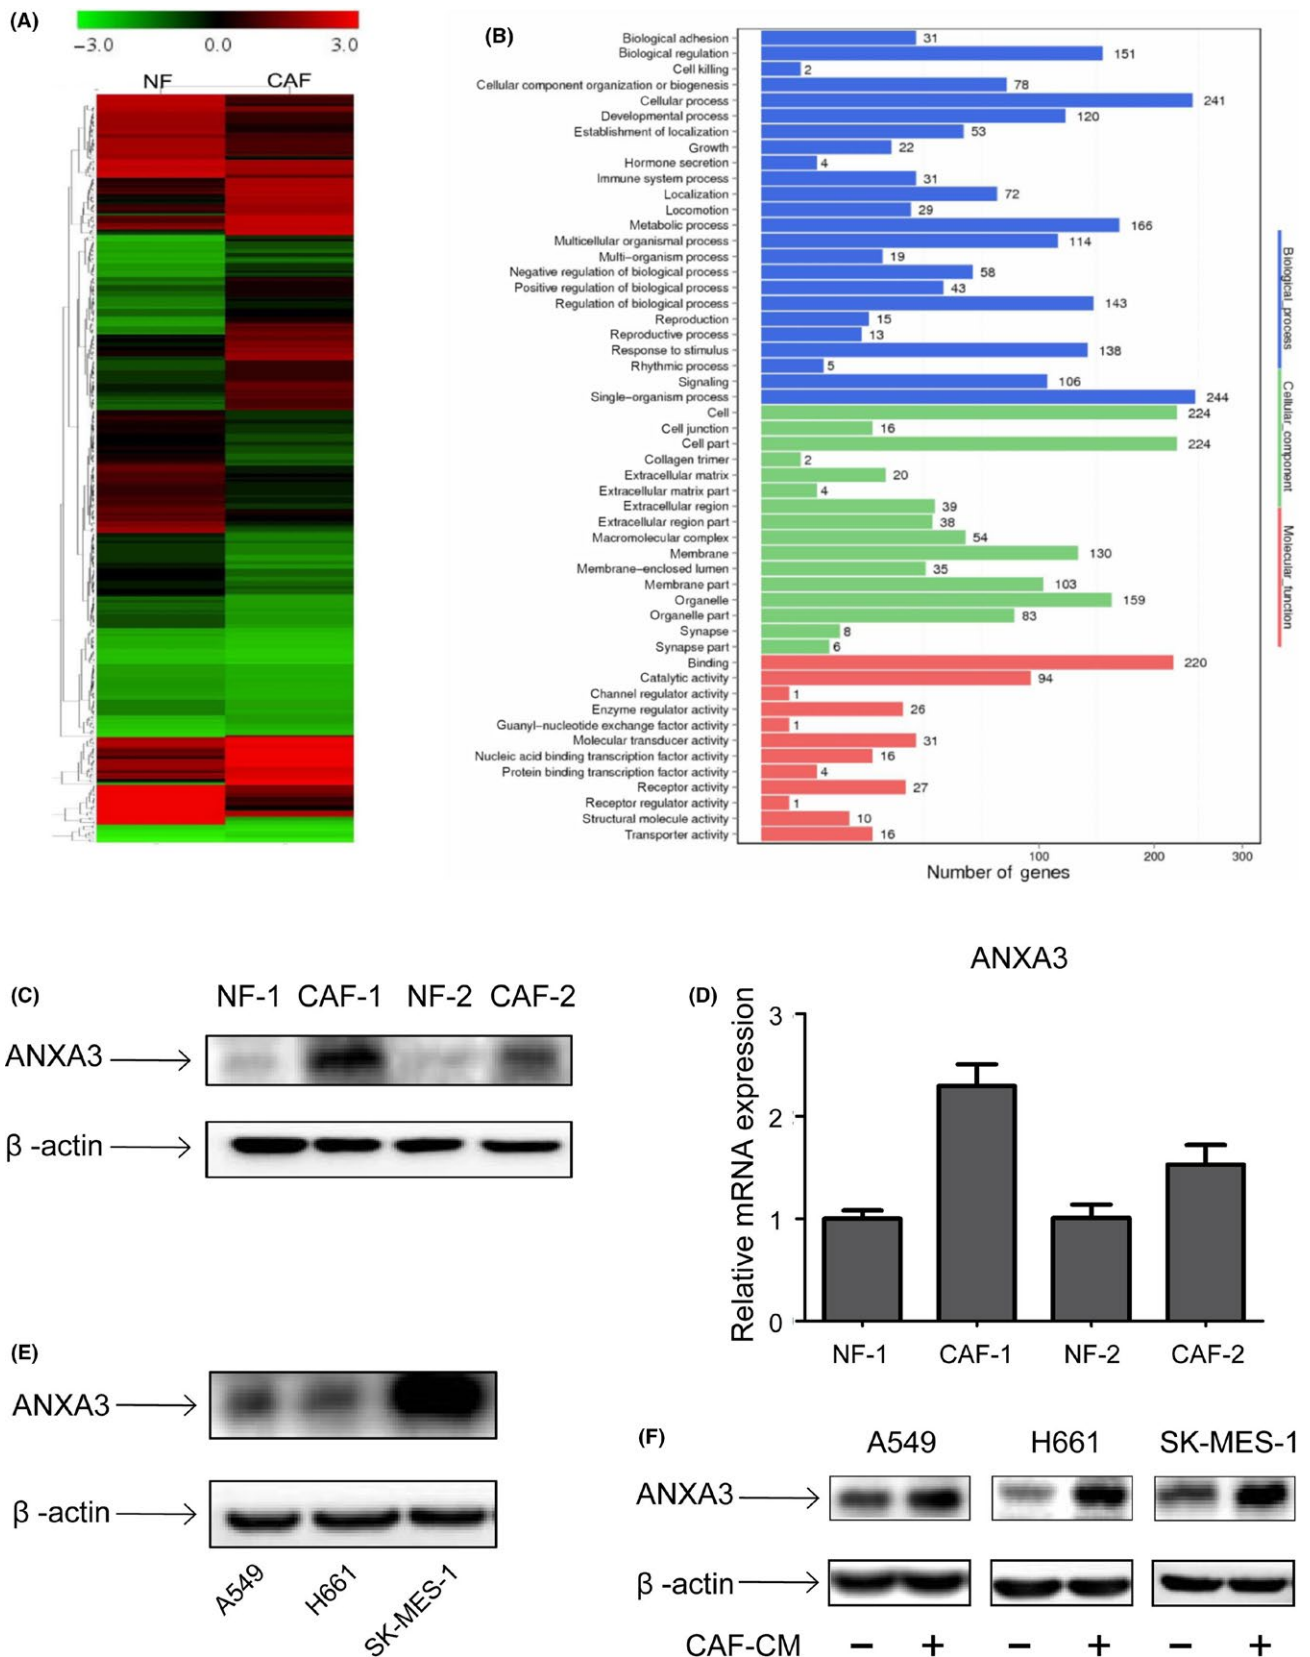 (A)
−3.0 0.0 3.0
NF CAF
(B)
Biological adhesion 31
Biological regulation 151
Cell killing 2
Cellular component organization or biogenesis 78
Cellular process 241
Developmental process 120
Establishment of localization 53
Growth 22
Hormone secretion 4
Immune system process 31
Localization 72
Locomotion 29
Metabolic process 166
Multicellular organismal process 114
Multi−organism process 19
Negative regulation of biological process 58
Positive regulation of biological process 43
Regulation of biological process 143
Reproduction 15
Reproductive process 13
Response to stimulus 138
Rhythmic process 5
Signaling 106
Single−organism process 244
Cell 224
Cell junction 16
Cell part 224
Collagen trimer 2
Extracellular matrix 20
Extracellular matrix part 4
Extracellular region 39
Extracellular region part 38
Macromolecular complex 54
Membrane 130
Membrane−enclosed lumen 35
Membrane part 103
Organelle 159
Organelle part 83
Synapse 8
Synapse part 6
Binding 220
Catalytic activity 94
Channel regulator activity 1
Enzyme regulator activity 26
Guanyl−nucleotide exchange factor activity 1
Molecular transducer activity 31
Nucleic acid binding transcription factor activity 16
Protein binding transcription factor activity 4
Receptor activity 27
Receptor regulator activity 1
Structural molecule activity 10
Transporter activity 16
100 200 300
Number of genes
Biological_process
Cellular_component
Molecular_function
(C)
NF-1 CAF-1 NF-2 CAF-2
ANXA3
β -actin
(D)
ANXA3
Relative mRNA expression
3
2
1
0
NF-1 CAF-1 NF-2 CAF-2
(E)
ANXA3
β -actin
A549 H661 SK-MES-1
(F)
A549 H661 SK-MES-1
ANXA3
β -actin
CAF-CM − + − + − +